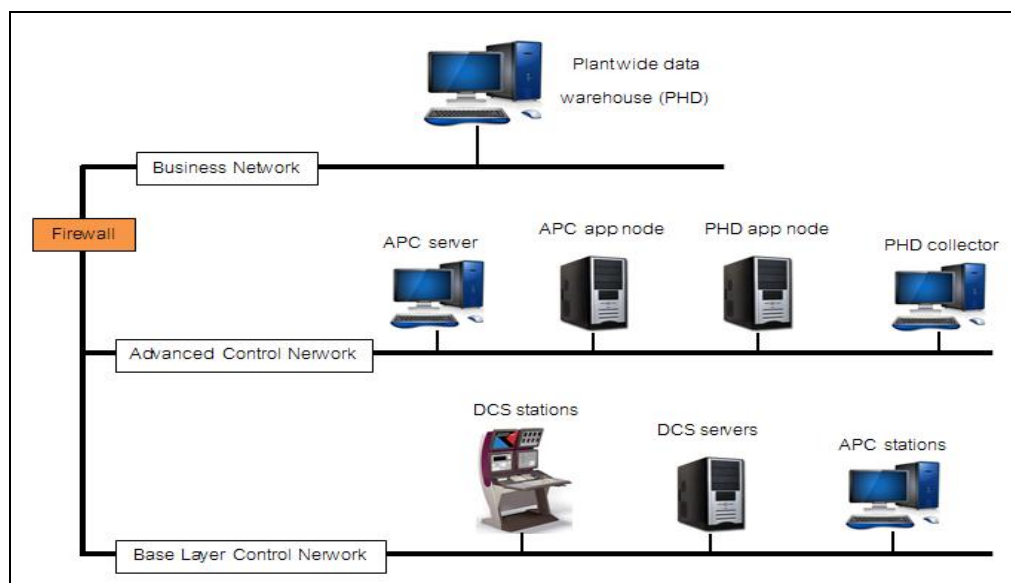 Plantwide data
warehouse (PHD)
Business Network
Firewall
APC server
APC app node
PHD app node
PHD collector
Advanced Control Nerwork
DCS stations
DCS servers
APC stations
Base Layer Control Network